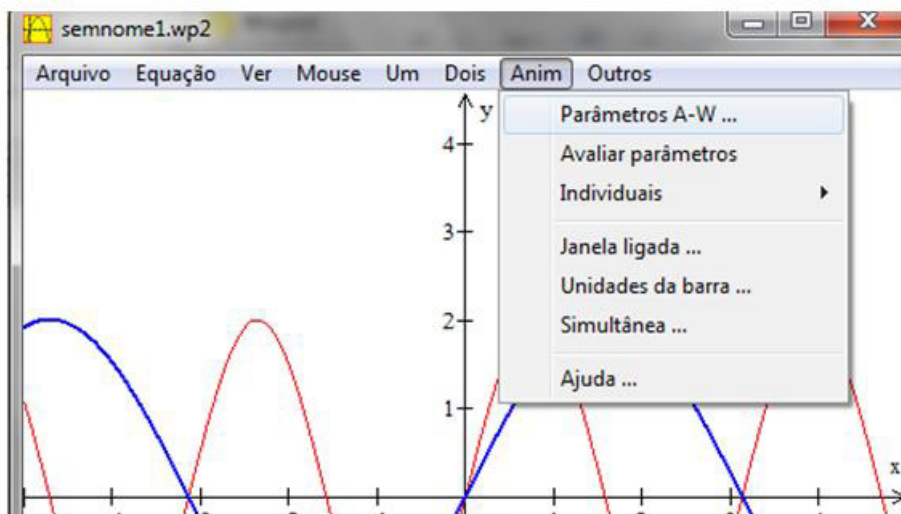 semnome1.wp2
Arquivo Equação Ver Mouse Um Dois Anim Outros
Parâmetros A-W ...
Avaliar parâmetros
Individuais
Janela ligada ...
Unidades da barra ...
Simultânea ...
Ajuda ...
y
4
3
2
1
x